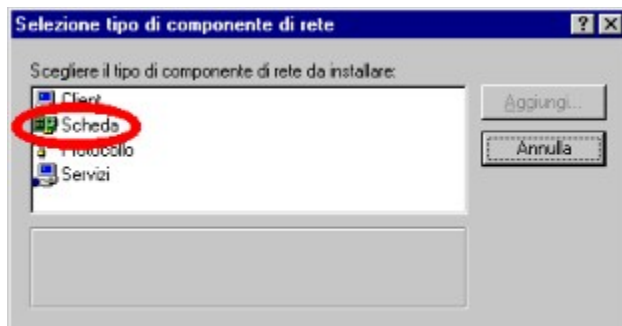 Selezione tipo di componente di rete
Scegliere il tipo di componente di rete da installare:
Client
Scheda
Protocollo
Servizi
Aggiungi...
Annulla